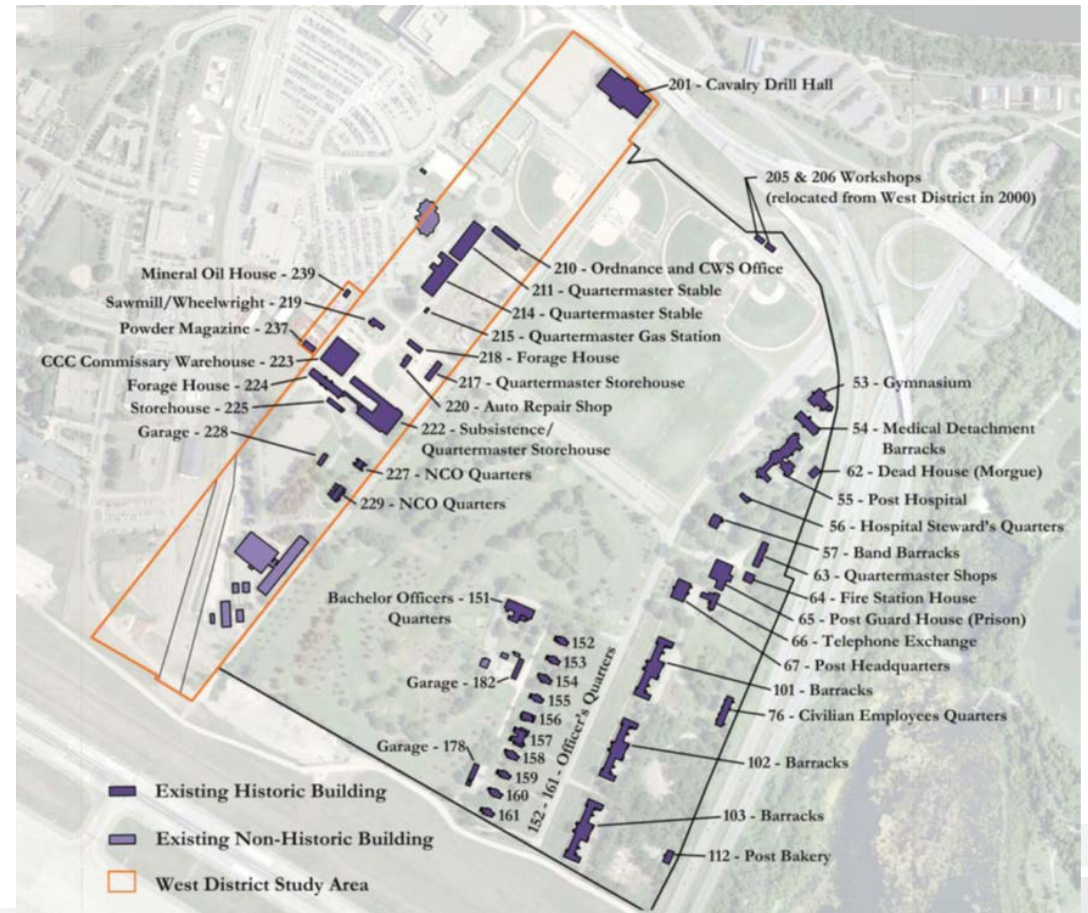 201 - Cavalry Drill Hall
205 & 206 Workshops
(relocated from West District in 2000)
210 - Ordnance and CWS Office
211 - Quartermaster Stable
214 - Quartermaster Stable
215 - Quartermaster Gas Station
218 - Forage House
217 - Quartermaster Storehouse
220 - Auto Repair Shop
222 - Subsistence/
Quartermaster Storehouse
227 - NCO Quarters
229 - NCO Quarters
Mineral Oil House - 239
Sawmill/Wheelwright - 219
Powder Magazine - 237
CCC Commissary Warehouse - 223
Forage House - 224
Storehouse - 225
Garage - 228
53 - Gymnasium
54 - Medical Detachment
Barracks
62 - Dead House (Morgue)
55 - Post Hospital
56 - Hospital Steward's Quarters
57 - Band Barracks
63 - Quartermaster Shops
64 - Fire Station House
65 - Post Guard House (Prison)
66 - Telephone Exchange
67 - Post Headquarters
101 - Barracks
76 - Civilian Employees Quarters
102 - Barracks
103 - Barracks
112 - Post Bakery
Bachelor Officers - 151
Quarters
Garage - 182
Garage - 178
152
153
154
155
156
157
158
159
160
161
152 - 161 - Officer's Quarters
Existing Historic Building
Existing Non-Historic Building
West District Study Area